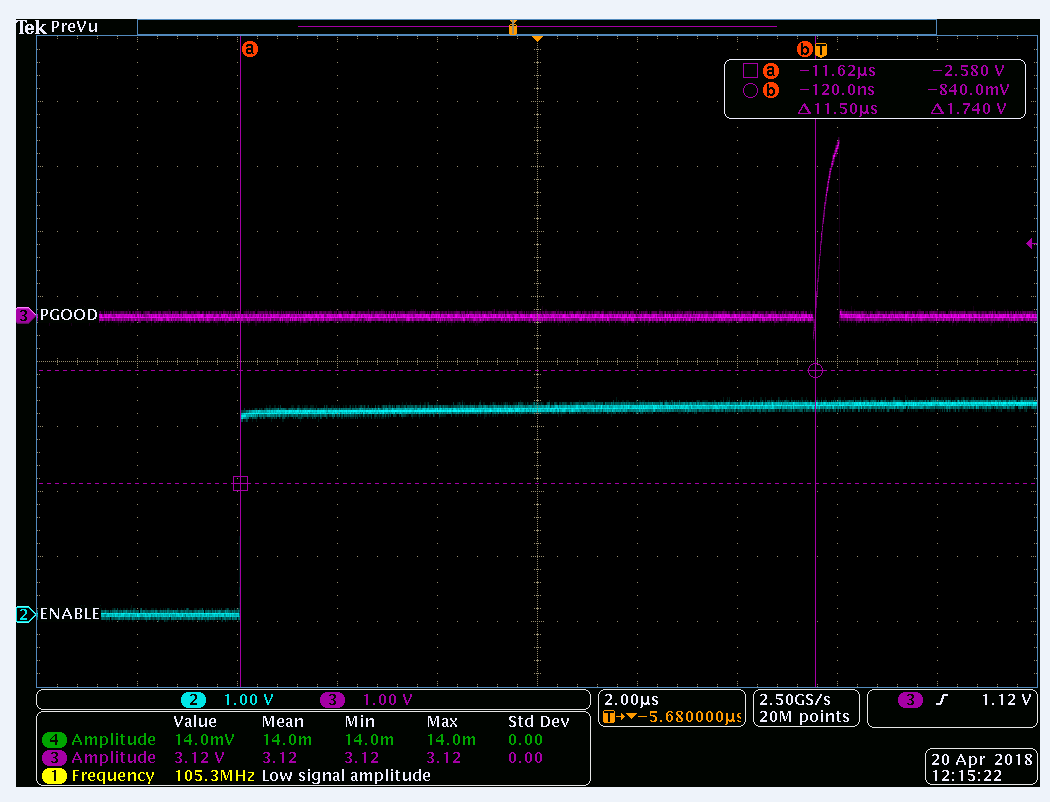 Tek PreVu
T
a
b T
a −11.62µs −2.580 V
b −120.0ns −840.0mV
Δ11.50µs Δ1.740 V
3 PGOOD
2 ENABLE
2 1.00 V 3 1.00 V
2.00µs
T→▼−5.680000µs
2.50GS/s
20M points
3 1.12 V
Value Mean Min Max Std Dev
4 Amplitude 14.0mV 14.0m 14.0m 14.0m 0.00
3 Amplitude 3.12 V 3.12 3.12 3.12 0.00
1 Frequency 105.3MHz Low signal amplitude
20 Apr 2018
12:15:22